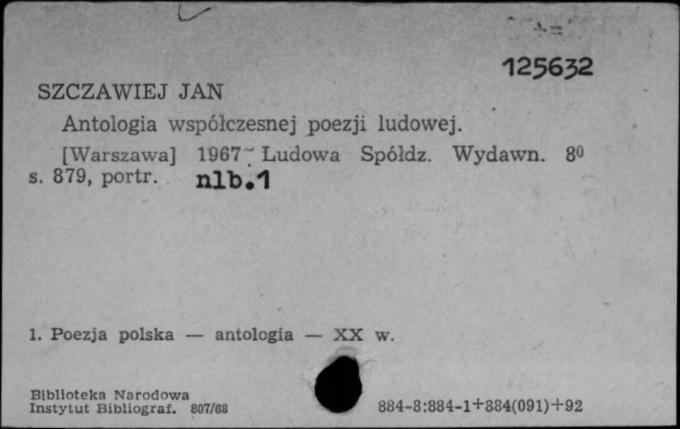 125632
SZCZAWIEJ JAN
Antologia współczesnej poezji ludowej.
[Warszawa] 1967 Ludowa Spółdz. Wydawn. 8⁰
s. 879, portr. nlb.1
1. Poezja polska — antologia — XX w.
Biblioteka Narodowa
Instytut Bibliograf. 807/68
884-8:884-1+884(091)+92